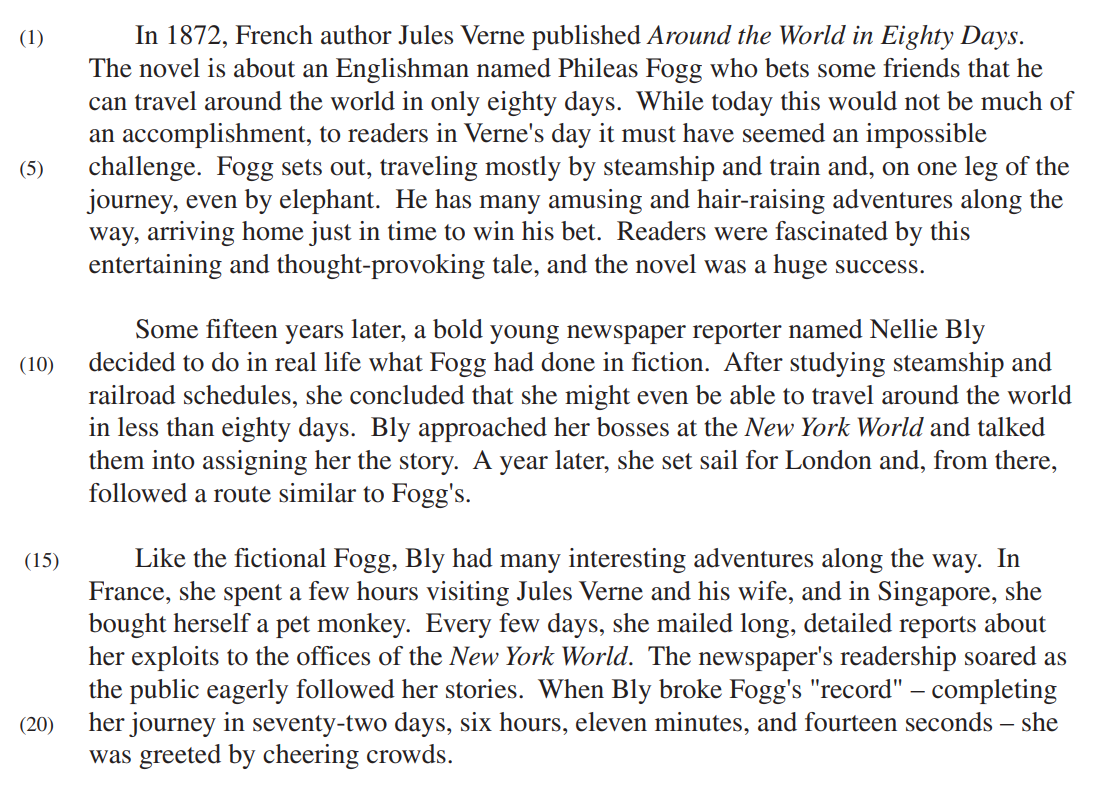 (1) In 1872, French author Jules Verne published Around the World in Eighty Days.
The novel is about an Englishman named Phileas Fogg who bets some friends that he
can travel around the world in only eighty days.  While today this would not be much of
an accomplishment, to readers in Verne's day it must have seemed an impossible
(5) challenge.  Fogg sets out, traveling mostly by steamship and train and, on one leg of the
journey, even by elephant.  He has many amusing and hair-raising adventures along the
way, arriving home just in time to win his bet.  Readers were fascinated by this
entertaining and thought-provoking tale, and the novel was a huge success.
Some fifteen years later, a bold young newspaper reporter named Nellie Bly
(10) decided to do in real life what Fogg had done in fiction.  After studying steamship and
railroad schedules, she concluded that she might even be able to travel around the world
in less than eighty days.  Bly approached her bosses at the New York World and talked
them into assigning her the story.  A year later, she set sail for London and, from there,
followed a route similar to Fogg's.
(15) Like the fictional Fogg, Bly had many interesting adventures along the way.  In
France, she spent a few hours visiting Jules Verne and his wife, and in Singapore, she
bought herself a pet monkey.  Every few days, she mailed long, detailed reports about
her exploits to the offices of the New York World.  The newspaper's readership soared as
the public eagerly followed her stories.  When Bly broke Fogg's "record" – completing
(20) her journey in seventy-two days, six hours, eleven minutes, and fourteen seconds – she
was greeted by cheering crowds.